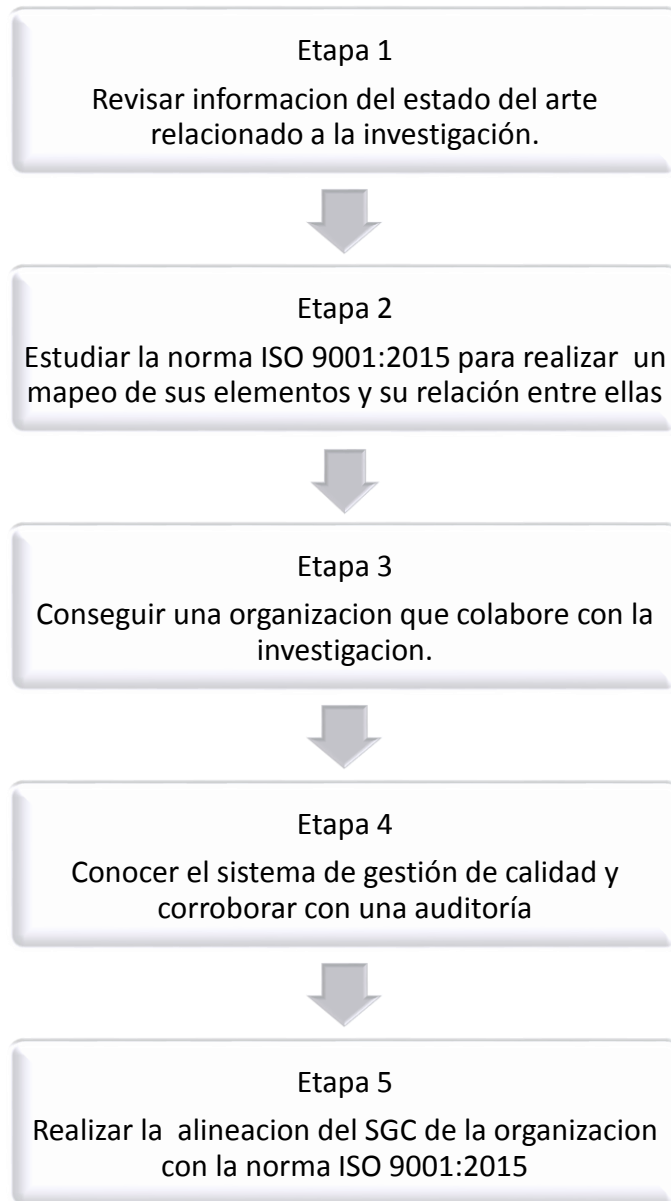 Etapa 1
Revisar informacion del estado del arte
relacionado a la investigación.
Etapa 2
Estudiar la norma ISO 9001:2015 para realizar  un
mapeo de sus elementos y su relación entre ellas
Etapa 3
Conseguir una organizacion que colabore con la
investigacion.
Etapa 4
Conocer el sistema de gestión de calidad y
corroborar con una auditoría
Etapa 5
Realizar la  alineacion del SGC de la organizacion
con la norma ISO 9001:2015